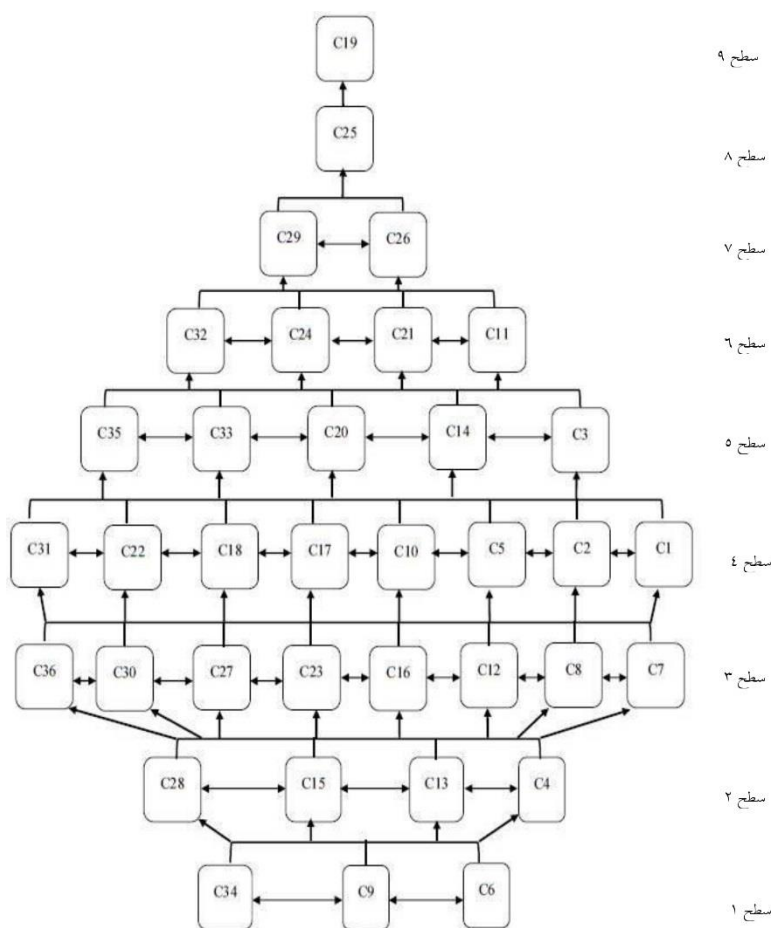 C19 سطح ۹
C25 سطح ۸
C29 C26 سطح ۷
C32 C24 C21 C11 سطح ٦
C35 C33 C20 C14 C3 سطح ٥
C31 C22 C18 C17 C10 C5 C2 C1 سطح ٤
C36 C30 C27 C23 C16 C12 C8 C7 سطح ۳
C28 C15 C13 C4 سطح ۲
C34 C9 C6 سطح ۱